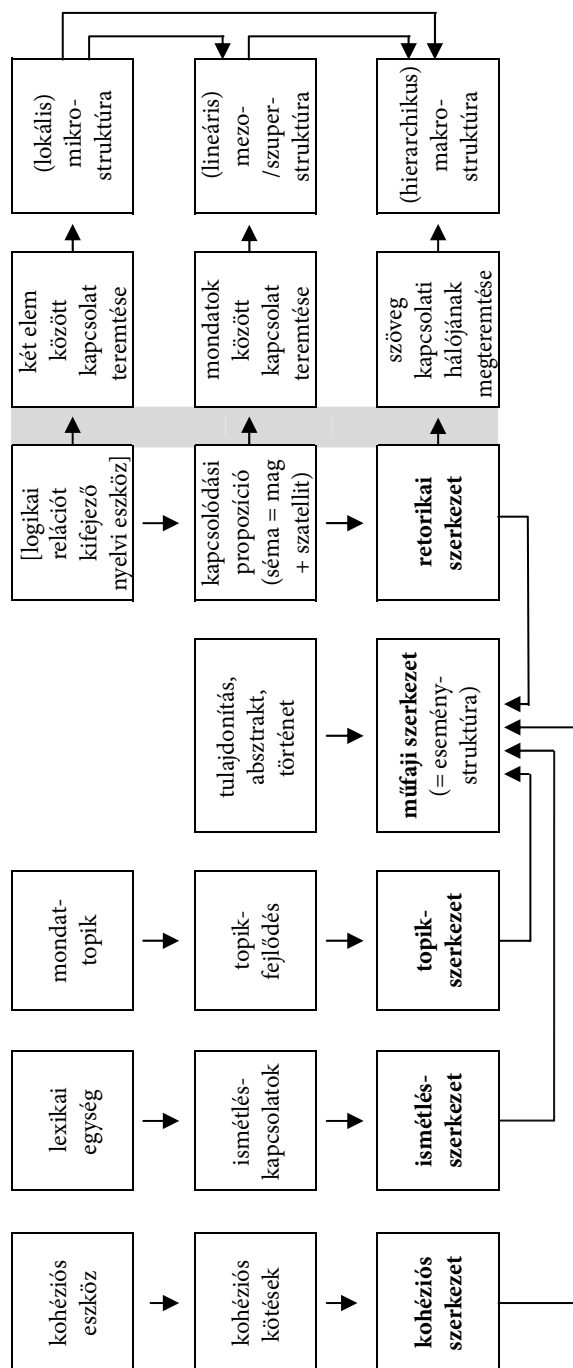 kohéziós
eszköz
lexikai
egység
mondat-
topik
[logikai
relációt
kifejező
nyelvi eszköz]
két elem
között
kapcsolat
teremtése
(lokális)
mikro-
struktúra
kohéziós
kötések
ismétlés-
kapcsolatok
topik-
fejlődés
tulajdonítás,
absztrakt,
történet
kapcsolódási
propozíció
(séma = mag
+ szatellit)
mondatok
között
kapcsolat
teremtése
(lineáris)
mezo-
/szuper-
struktúra
kohéziós
szerkezet
ismétlés-
szerkezet
topik-
szerkezet
műfaji szerkezet
(= esemény-
struktúra)
retorikai
szerkezet
szöveg
kapcsolati
hálójának
megteremtése
(hierarchikus)
makro-
struktúra